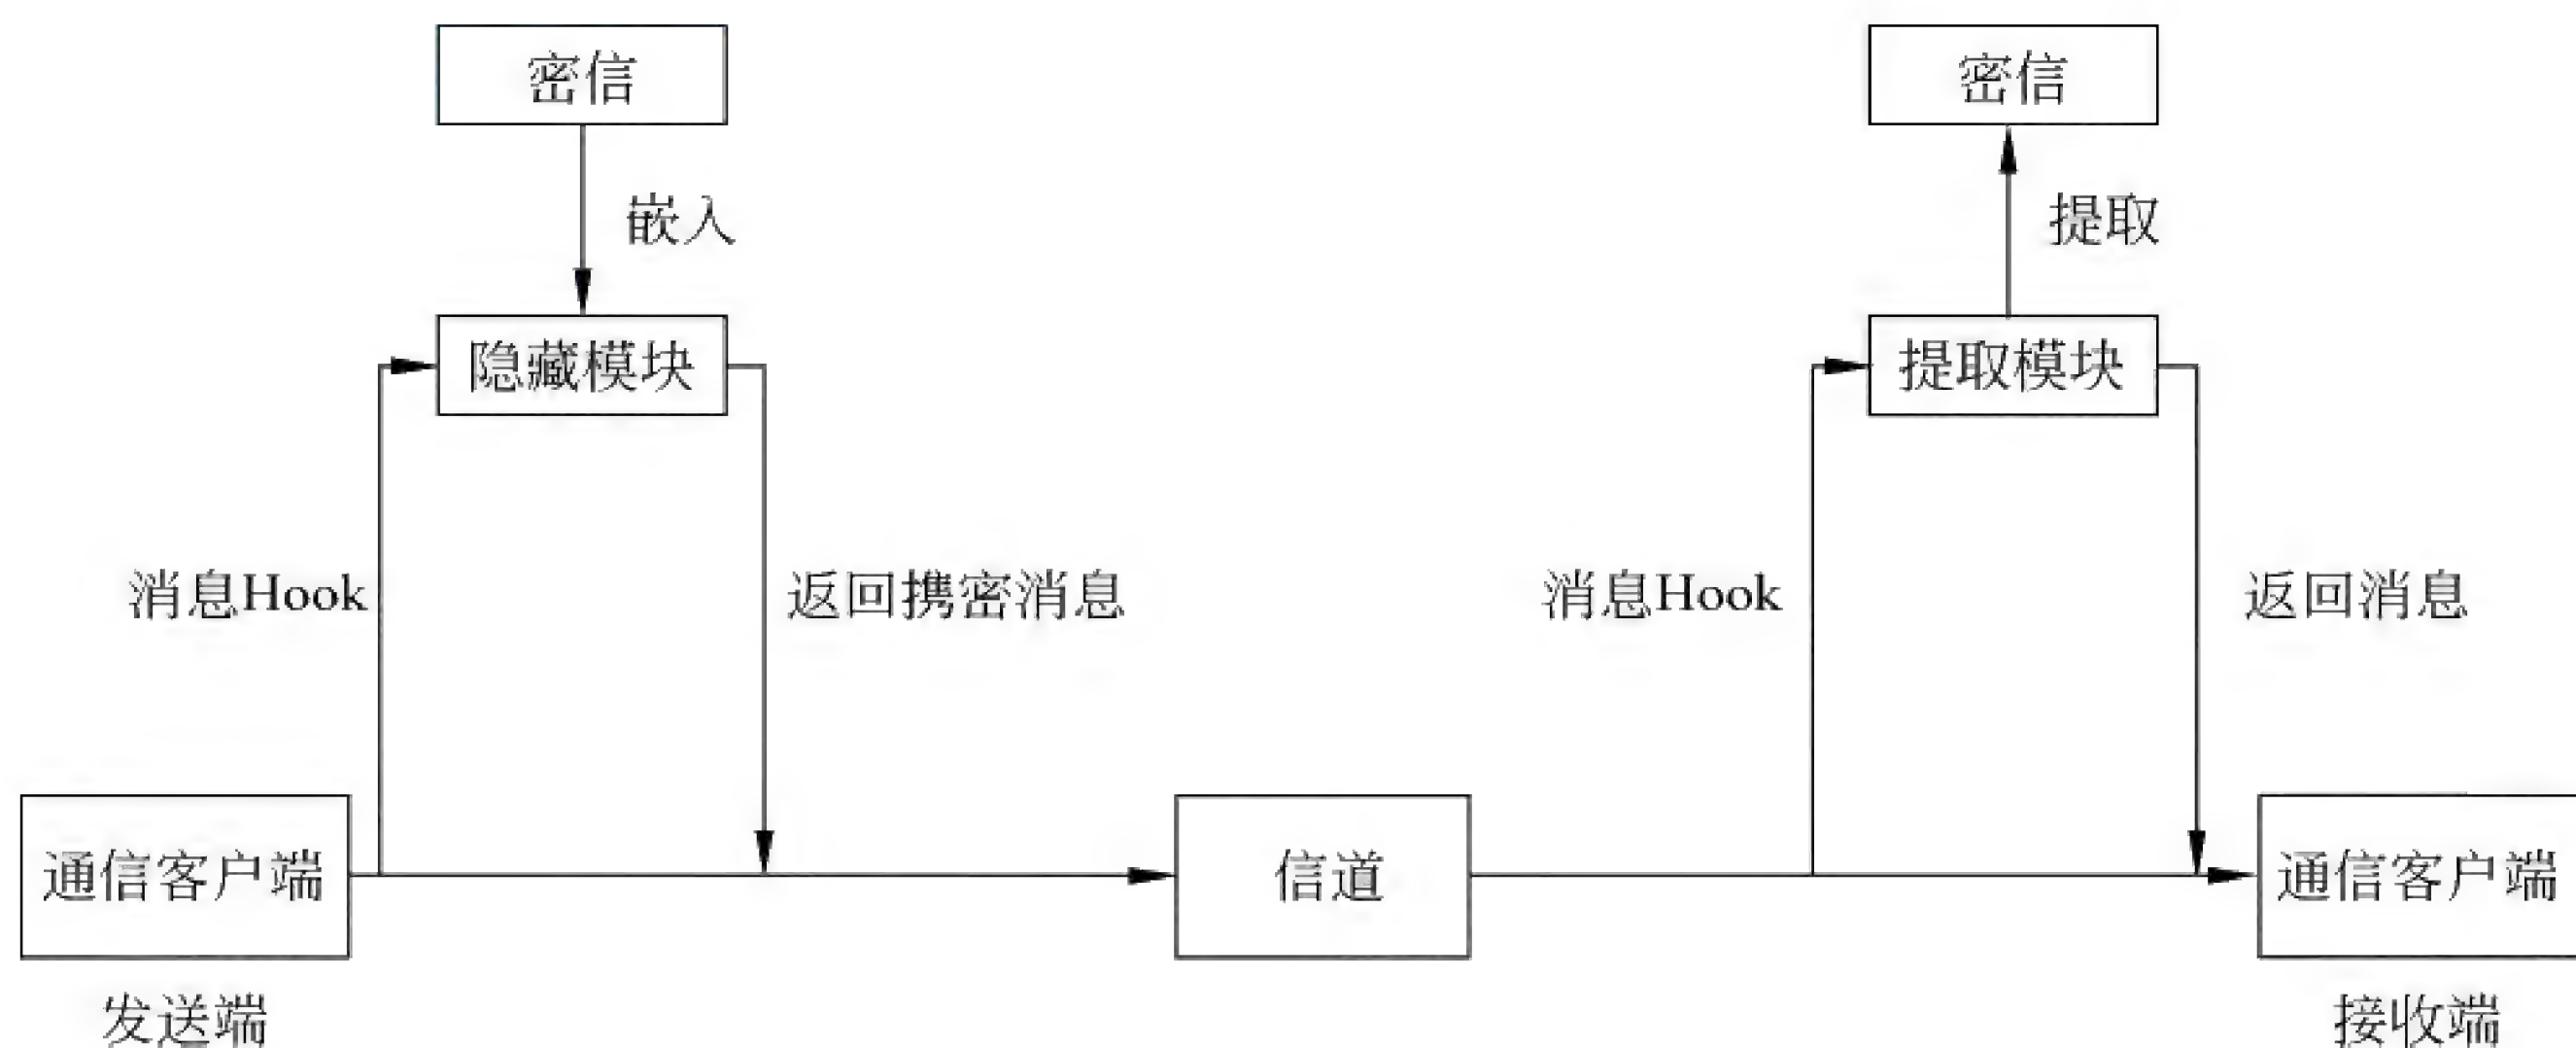 密信
密信
嵌入
提取
隐藏模块
提取模块
消息Hook
返回携密消息
消息Hook
返回消息
通信客户端
信道
通信客户端
发送端
接收端